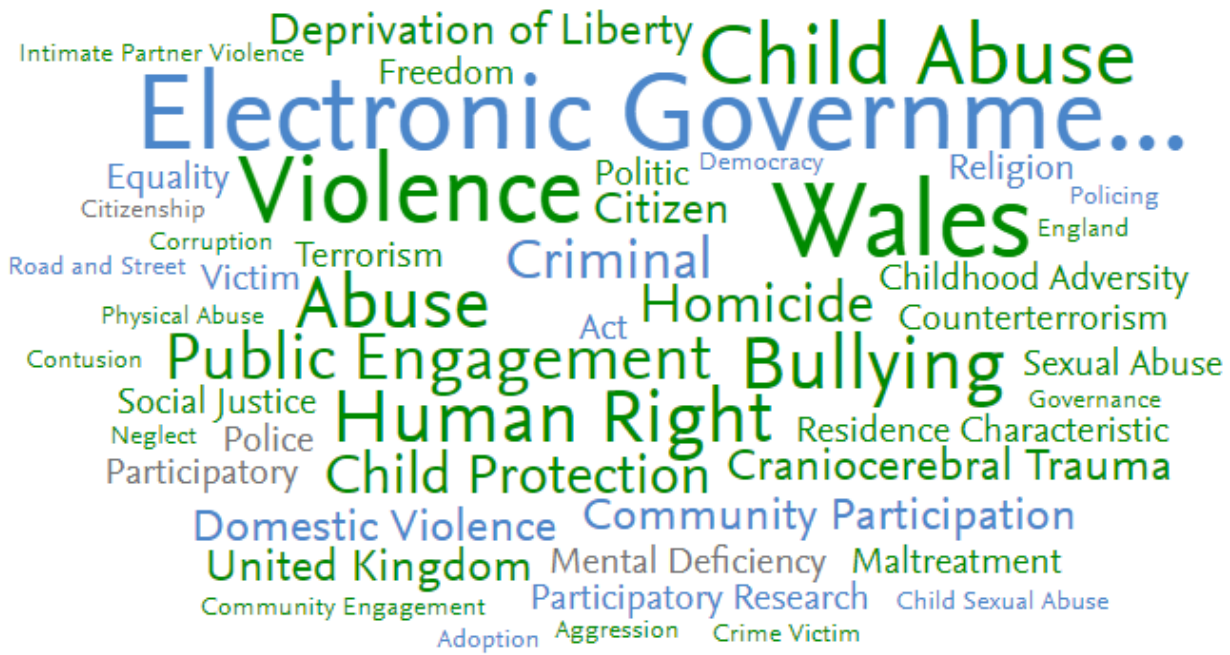 Deprivation of Liberty
Child Abuse
Intimate Partner Violence
Freedom
Electronic Governme...
Equality
Violence
Politic
Democracy
Religion
Citizenship
Citizen
Wales
Policing
Corruption
Terrorism
Criminal
England
Road and Street
Victim
Abuse
Homicide
Childhood Adversity
Physical Abuse
Act
Counterterrorism
Contusion
Public Engagement
Bullying
Sexual Abuse
Social Justice
Human Right
Governance
Neglect
Police
Residence Characteristic
Participatory
Child Protection
Craniocerebral Trauma
Domestic Violence
Community Participation
United Kingdom
Mental Deficiency
Maltreatment
Community Engagement
Participatory Research
Child Sexual Abuse
Adoption
Aggression
Crime Victim